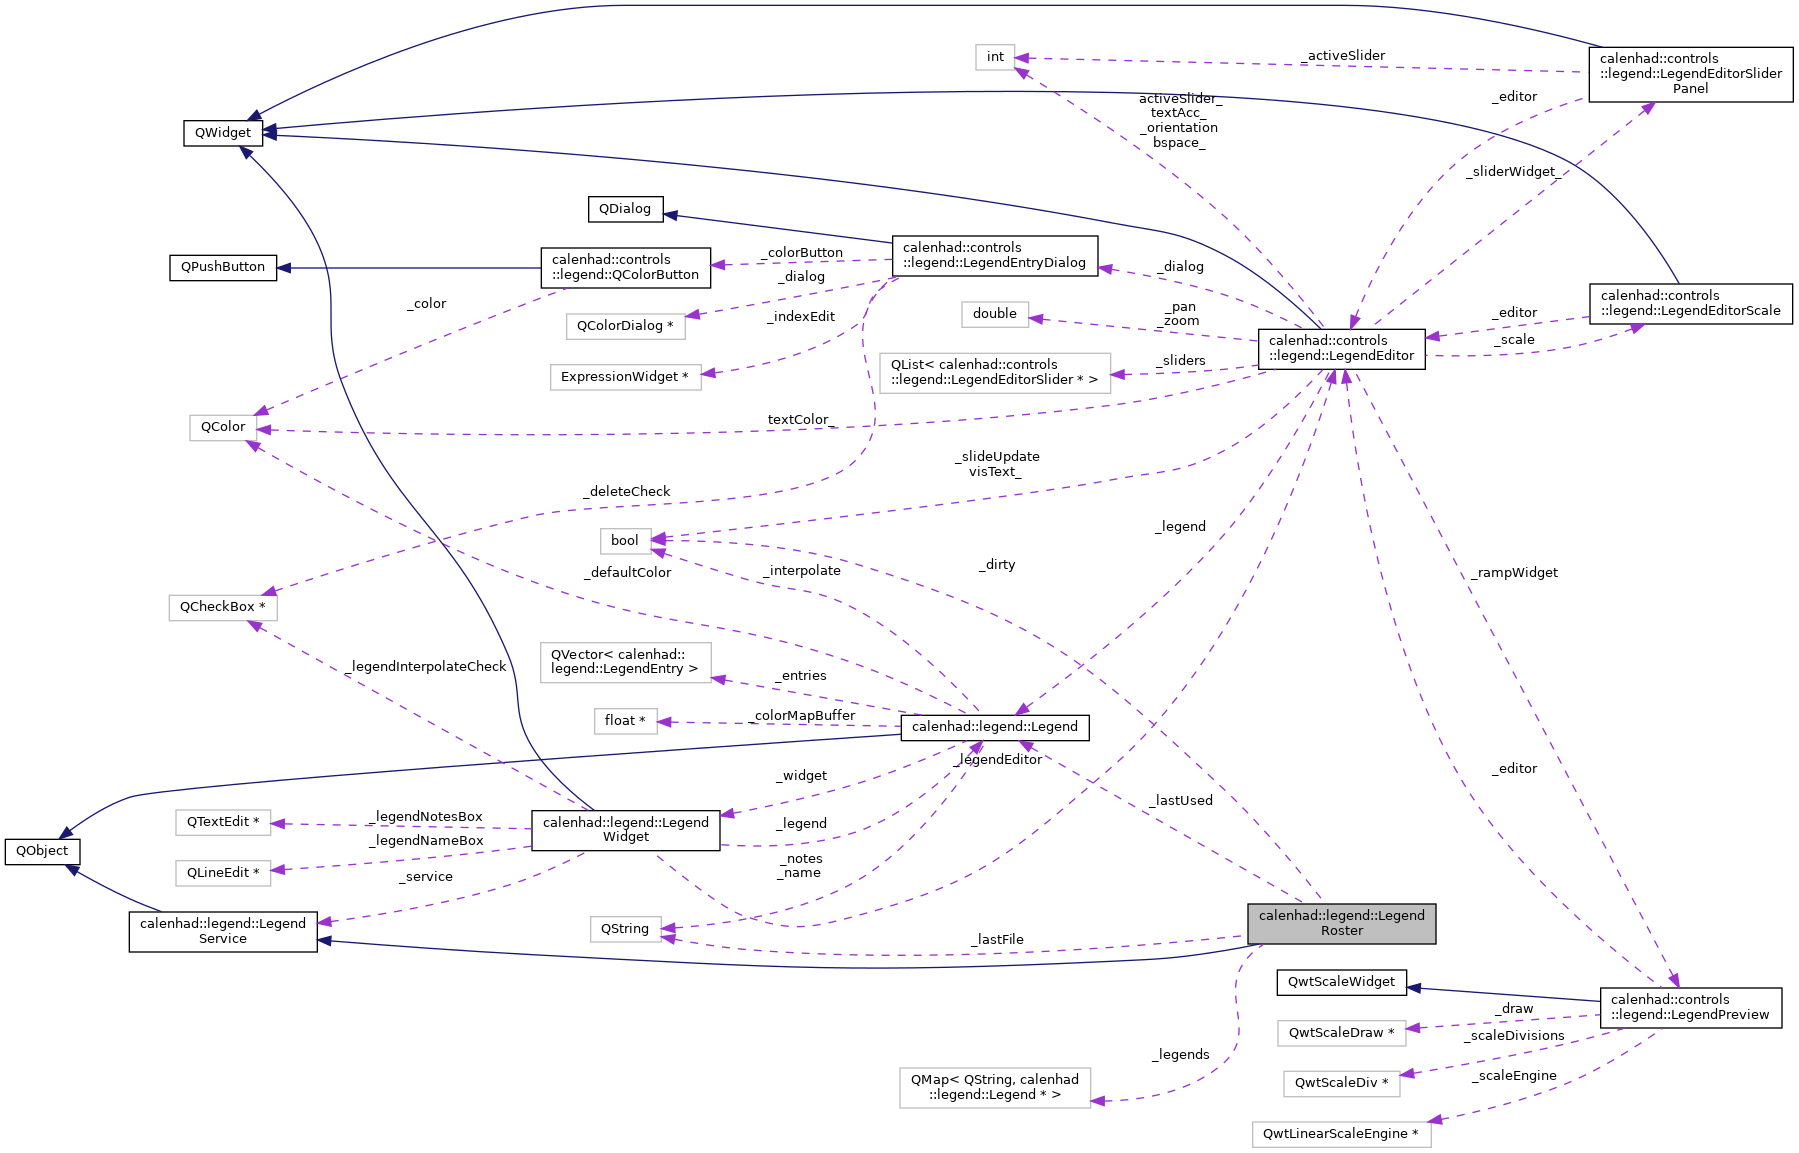 int
_activeSlider
calenhad::controls
::legend::LegendEditorSlider
Panel
_editor
activeSlider_
textAcc_
_orientation
bspace_
QWidget
_sliderWidget_
QDialog
calenhad::controls
::legend::LegendEntryDialog
_colorButton
calenhad::controls
::legend::QColorButton
QPushButton
_dialog
_dialog
_color
_indexEdit
QColorDialog *
double
_pan
_zoom
calenhad::controls
::legend::LegendEditorScale
_editor
_scale
calenhad::controls
::legend::LegendEditor
QList< calenhad::controls
::legend::LegendEditorSlider * >
_sliders
ExpressionWidget *
QColor
textColor_
_slideUpdate
visText_
_deleteCheck
bool
_legend
_dirty
_interpolate
_defaultColor
_rampWidget
QCheckBox *
QVector< calenhad::
legend::LegendEntry >
_legendInterpolateCheck
_entries
float *
_colorMapBuffer
calenhad::legend::Legend
_legendEditor
_editor
_widget
_lastUsed
QTextEdit *
_legendNotesBox
calenhad::legend::Legend
Widget
_legend
QObject
_legendNameBox
QLineEdit *
_service
_notes
_name
calenhad::legend::Legend
Service
QString
_lastFile
calenhad::legend::Legend
Roster
QwtScaleWidget
calenhad::controls
::legend::LegendPreview
_draw
QwtScaleDraw *
_scaleDivisions
_legends
QMap< QString, calenhad
::legend::Legend * >
QwtScaleDiv *
_scaleEngine
QwtLinearScaleEngine *